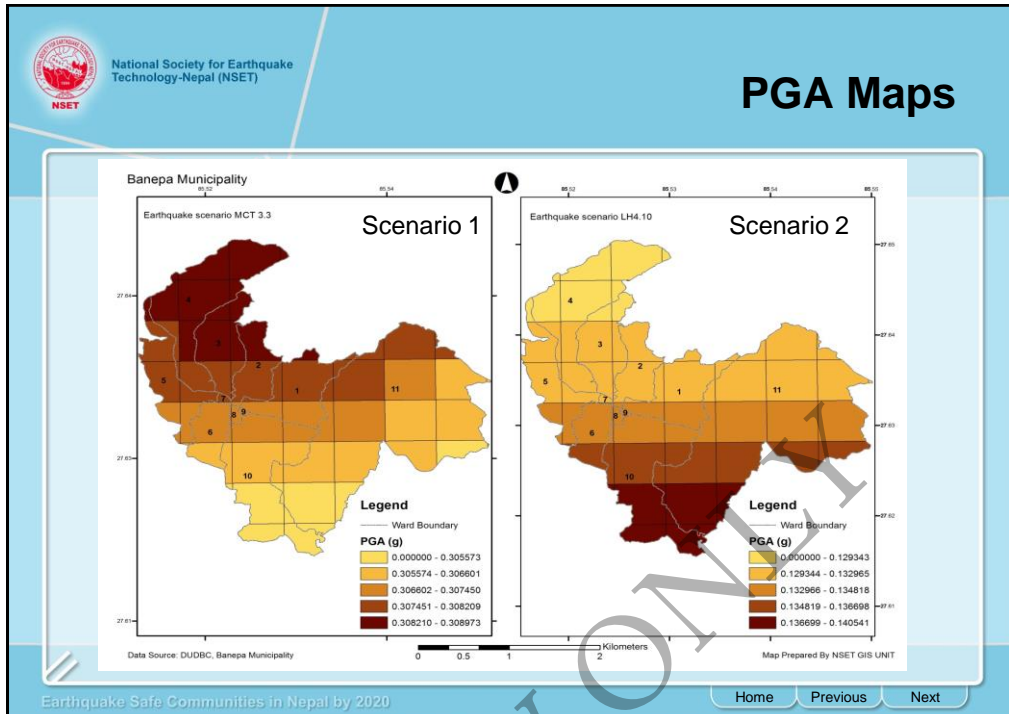 National Society for Earthquake
Technology-Nepal (NSET)
NSET
PGA Maps
Banepa Municipality
85.52
85.54
Earthquake scenario MCT 3.3
Scenario 1
27.64
27.63
27.61
4
3
2
5
1
11
7
8
9
6
10
Legend
Ward Boundary
PGA (g)
0.000000 - 0.305573
0.305574 - 0.306601
0.306602 - 0.307450
0.307451 - 0.308209
0.308210 - 0.308973
85.52
85.53
85.54
85.55
Earthquake scenario LH4.10
Scenario 2
27.65
27.64
27.63
27.62
27.61
4
3
2
5
1
11
7
8
9
6
10
Legend
Ward Boundary
PGA (g)
0.000000 - 0.129343
0.129344 - 0.132965
0.132966 - 0.134818
0.134819 - 0.136698
0.136699 - 0.140541
Data Source: DUDBC, Banepa Municipality
0 0.5 1 2
Kilometers
Map Prepared By NSET GIS UNIT
ONLY
Earthquake Safe Communities in Nepal by 2020
Home Previous Next